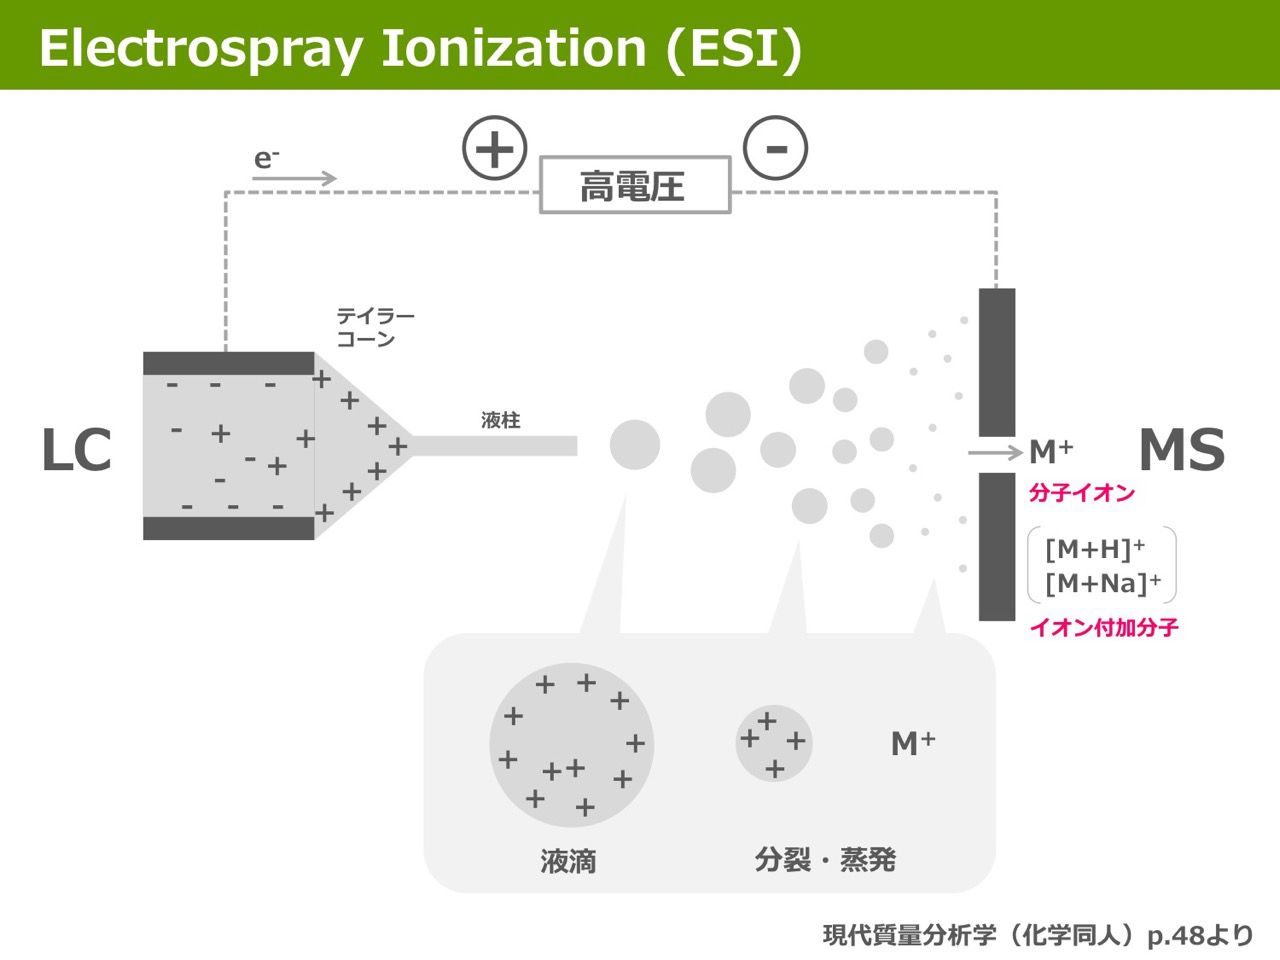 Electrospray Ionization (ESI)
e-
+
-
高電圧
テイラー
コーン
LC
液柱
M+
MS
分子イオン
[M+H]+
[M+Na]+
イオン付加分子
M+
液滴
分裂・蒸発
現代質量分析学（化学同人）p.48より